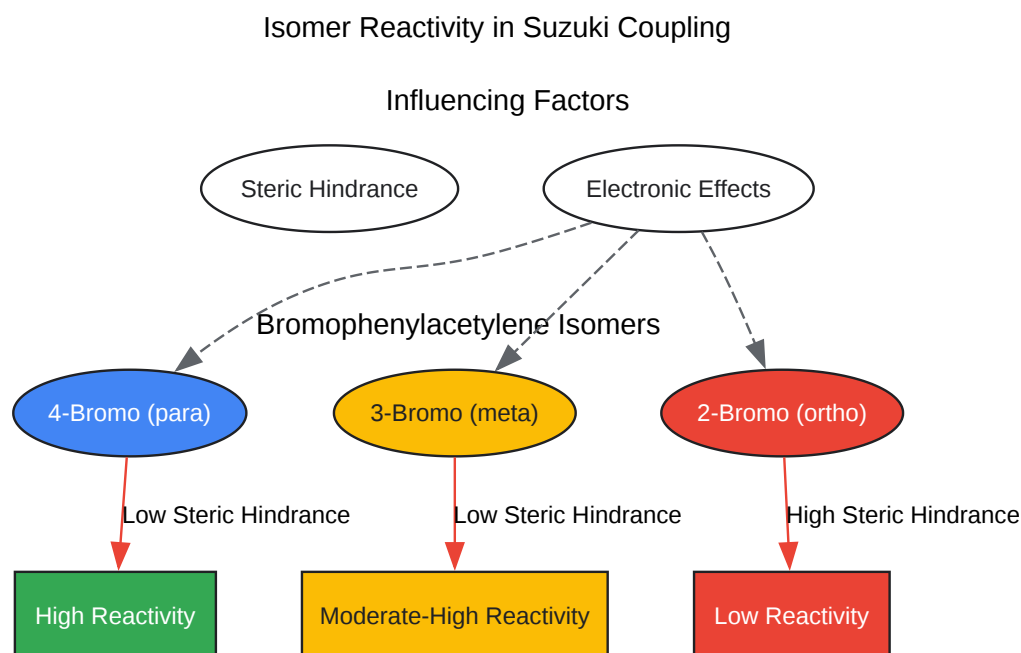 Isomer Reactivity in Suzuki Coupling
Influencing Factors
Steric Hindrance
Electronic Effects
Bromophenylacetylene Isomers
4-Bromo (para)
3-Bromo (meta)
2-Bromo (ortho)
Low Steric Hindrance
Low Steric Hindrance
High Steric Hindrance
High Reactivity
Moderate-High Reactivity
Low Reactivity